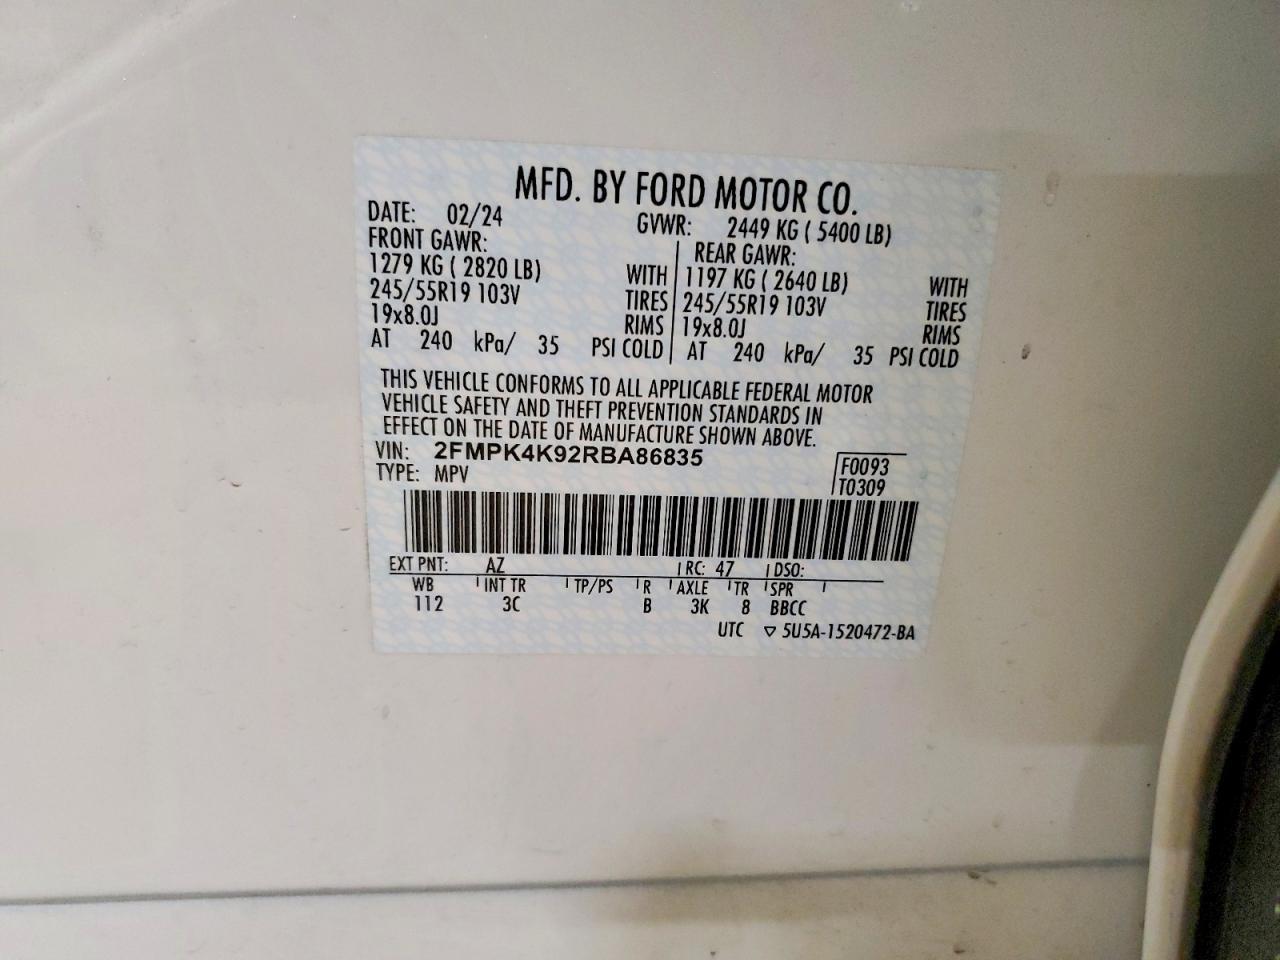 MFD. BY FORD MOTOR CO.
DATE: 02/24 GVWR: 2449 KG ( 5400 LB)
FRONT GAWR: REAR GAWR:
1279 KG ( 2820 LB) WITH 1197 KG ( 2640 LB) WITH
245/55R19 103V TIRES 245/55R19 103V TIRES
19x8.0J RIMS 19x8.0J RIMS
AT 240 kPa/ 35 PSI COLD AT 240 kPa/ 35 PSI COLD
THIS VEHICLE CONFORMS TO ALL APPLICABLE FEDERAL MOTOR
VEHICLE SAFETY AND THEFT PREVENTION STANDARDS IN
EFFECT ON THE DATE OF MANUFACTURE SHOWN ABOVE.
VIN: 2FMPK4K92RBA86835 F0093
TYPE: MPV T0309
EXT PNT: AZ RC: 47 DSO:
WB INT TR TP/PS R AXLE TR SPR
112 3C B 3K 8 BBCC
UTC ▽ 5U5A-1520472-BA